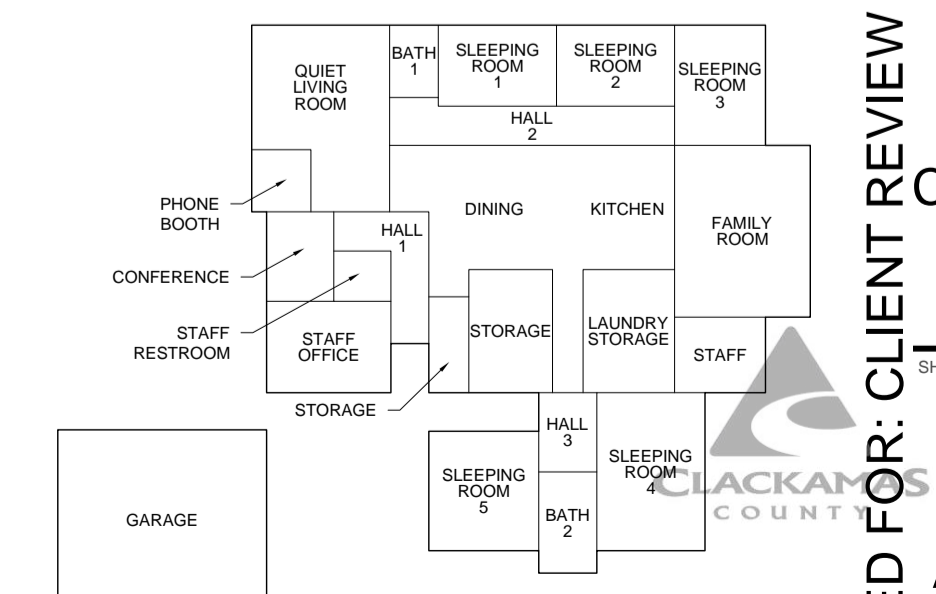 QUIET
LIVING
ROOM
BATH
1
SLEEPING
ROOM
1
SLEEPING
ROOM
2
SLEEPING
ROOM
3
HALL
2
PHONE
BOOTH
DINING
KITCHEN
FAMILY
ROOM
HALL
1
CONFERENCE
STAFF
RESTROOM
STAFF
OFFICE
STORAGE
LAUNDRY
STORAGE
STAFF
STORAGE
HALL
3
SLEEPING
ROOM
4
SLEEPING
ROOM
5
BATH
2
GARAGE
CLACKAMAS
COUNTY
ED FOR: CLIENT REVIEW
SH